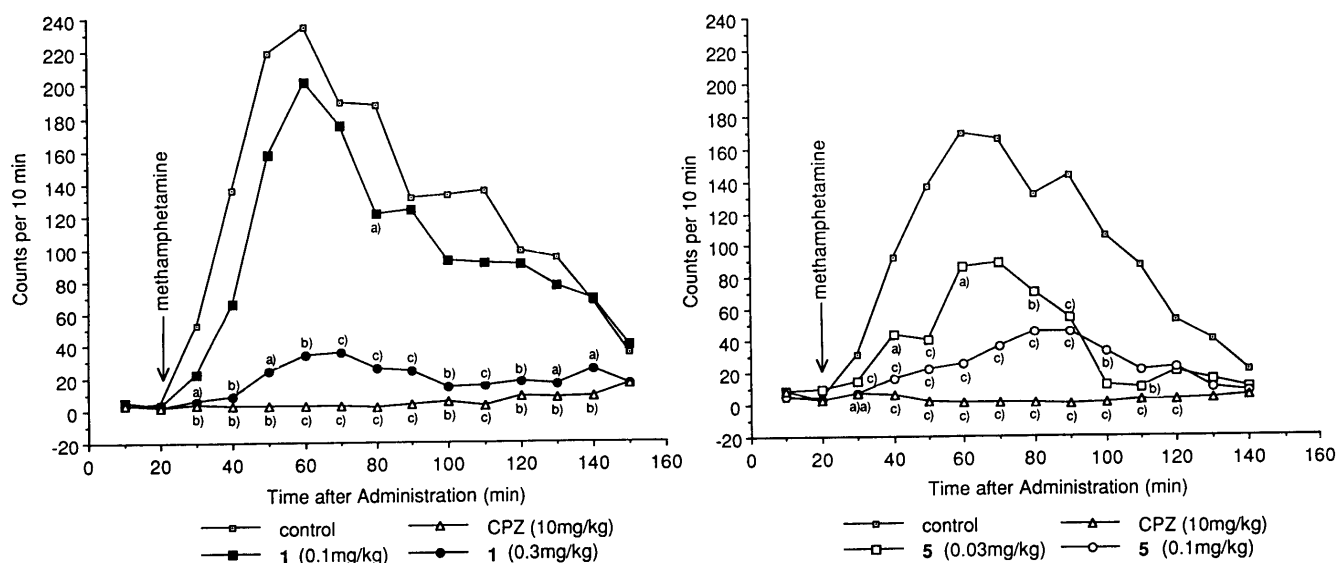 240
220
200
180
160
140
120
100
80
60
40
20
0
-20
Counts per 10 min
methamphetamine
a)
a) b) a) b) c) c) c) b) c) b) a) a)
b) b) b) c) c) c) c) b) c) b) b) b)
0 20 40 60 80 100 120 140 160
Time after Administration (min)
control CPZ (10mg/kg)
1 (0.1mg/kg) 1 (0.3mg/kg)
240
220
200
180
160
140
120
100
80
60
40
20
0
-20
Counts per 10 min
methamphetamine
a)
b) c)
a) c) c) c)
c) c) c) c) c) b)
b)
a)a) c) c) c) c) c) c) c) c) c)
0 20 40 60 80 100 120 140 160
Time after Administration (min)
control CPZ (10mg/kg)
5 (0.03mg/kg) 5 (0.1mg/kg)